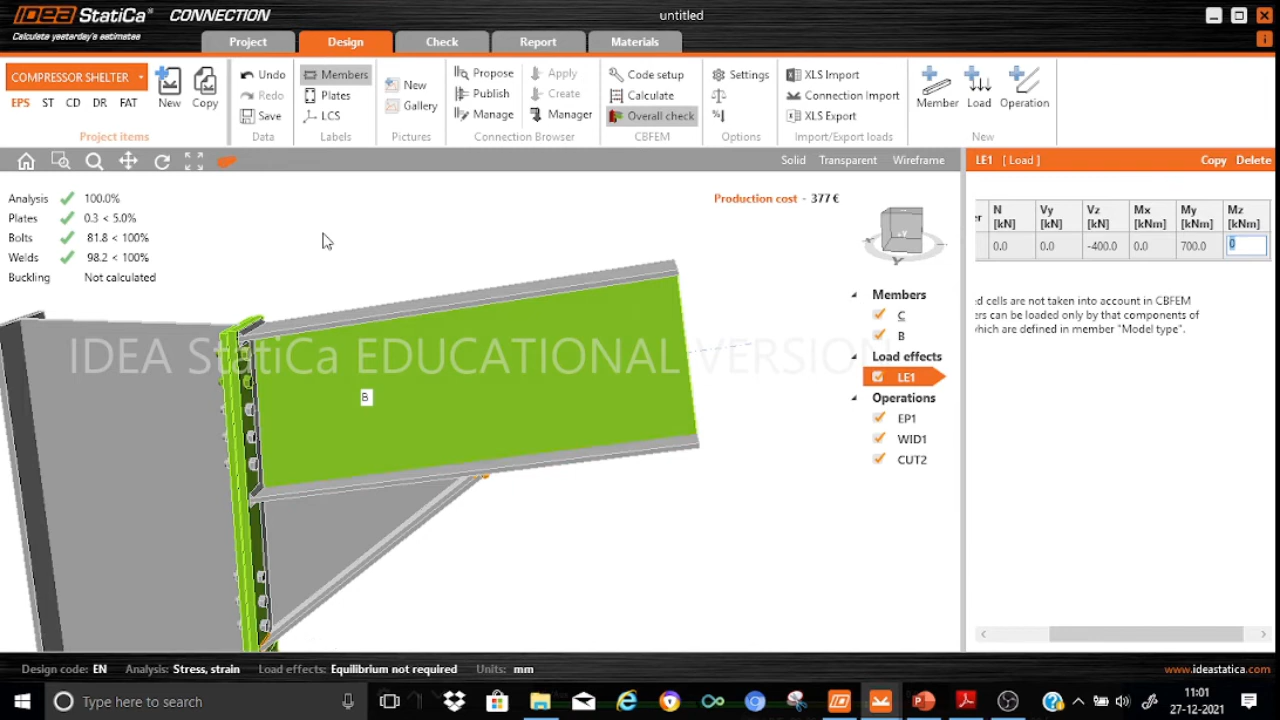 IDEA StatiCa® CONNECTION
Calculate yesterday's estimates
untitled
Project Design Check Report Materials
COMPRESSOR SHELTER
EPS ST CD DR FAT
New Copy
Project items
Undo
Redo
Save
Data
Members
Plates
LCS
Labels
New
Gallery
Pictures
Propose
Publish
Manage
Apply
Create
Manager
Connection Browser
Code setup
Calculate
Overall check
CBFEM
Settings
Options
XLS Import
Connection Import
XLS Export
Import/Export loads
Member Load Operation
New
Solid Transparent Wireframe
LE1 [ Load ] Copy Delete
Analysis 100.0%
Plates 0.3 < 5.0%
Bolts 81.8 < 100%
Welds 98.2 < 100%
Buckling Not calculated
Production cost - 377 €
N Vy Vz Mx My Mz
[kN] [kN] [kN] [kNm] [kNm] [kNm]
0.0 0.0 -400.0 0.0 700.0 0
d cells are not taken into account in CBFEM
rs can be loaded only by that components of
which are defined in member "Model type".
Members
C
B
Load effects
LE1
Operations
EP1
WID1
CUT2
IDEA StatiCa EDUCATIONAL VERSION
B
Design code: EN Analysis: Stress, strain Load effects: Equilibrium not required Units: mm
www.ideastatica.com
Type here to search
11:01
27-12-2021